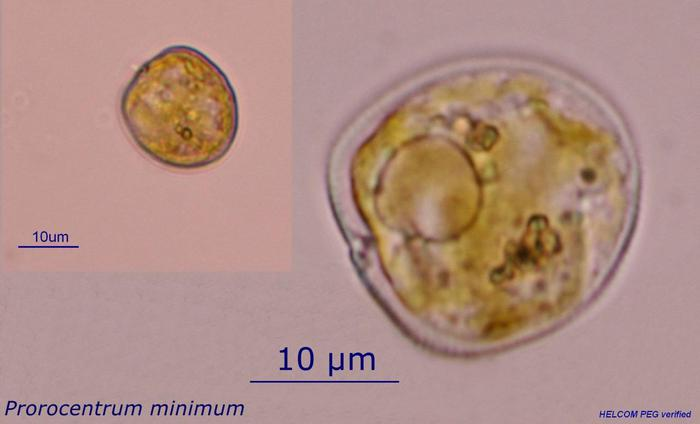 10um
10 µm
Prorocentrum minimum
HELCOM PEG verified